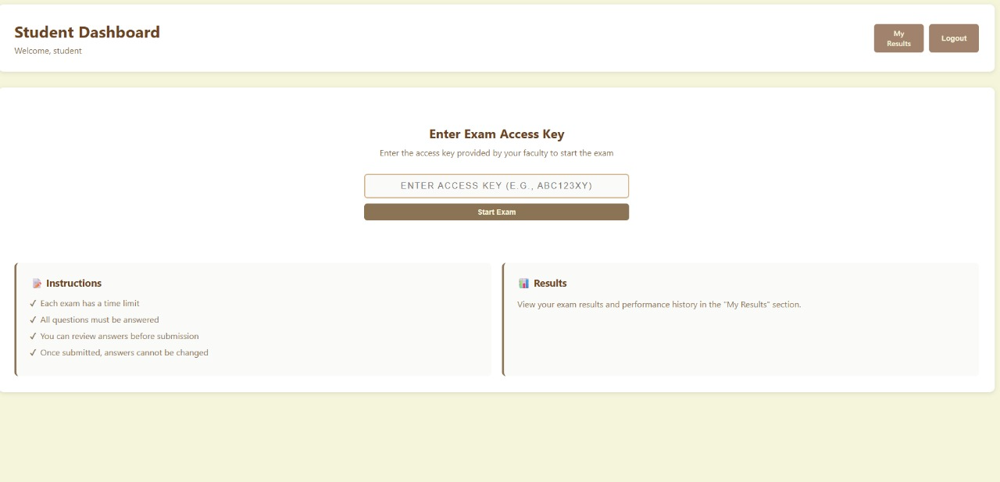 Student Dashboard
Welcome, student
My
Results
Logout
Enter Exam Access Key
Enter the access key provided by your faculty to start the exam
ENTER ACCESS KEY (E.G., ABC123XY)
Start Exam
Instructions
✓ Each exam has a time limit
✓ All questions must be answered
✓ You can review answers before submission
✓ Once submitted, answers cannot be changed
Results
View your exam results and performance history in the "My Results" section.